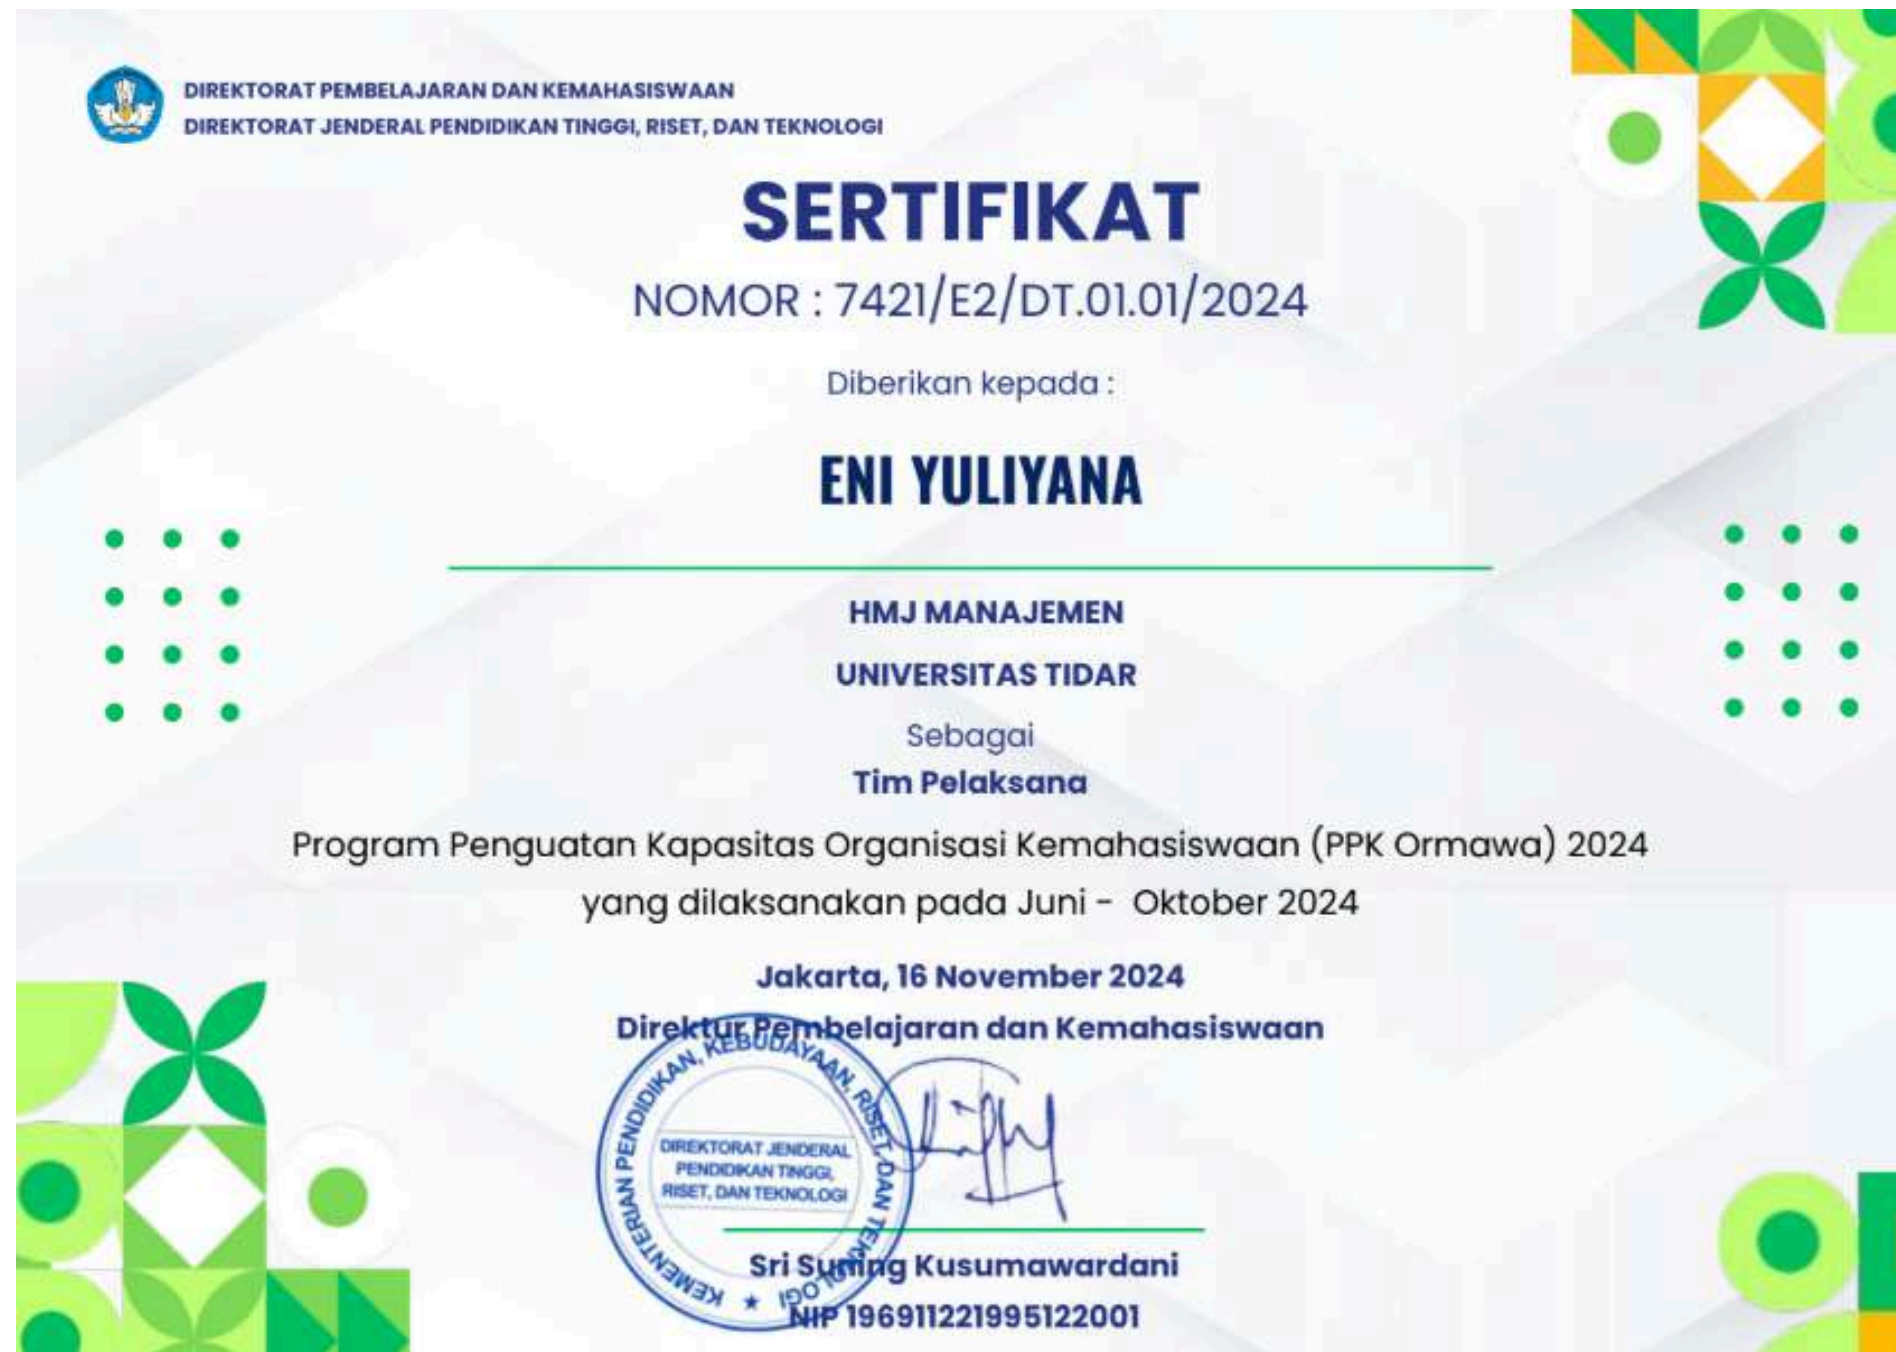 DIREKTORAT PEMBELAJARAN DAN KEMAHASISWAAN
DIREKTORAT JENDERAL PENDIDIKAN TINGGI, RISET, DAN TEKNOLOGI
SERTIFIKAT
NOMOR : 7421/E2/DT.01.01/2024
Diberikan kepada :
ENI YULIYANA
HMJ MANAJEMEN
UNIVERSITAS TIDAR
Sebagai
Tim Pelaksana
Program Penguatan Kapasitas Organisasi Kemahasiswaan (PPK Ormawa) 2024
yang dilaksanakan pada Juni - Oktober 2024
Jakarta, 16 November 2024
Direktur Pembelajaran dan Kemahasiswaan
KEMENTERIAN PENDIDIKAN, KEBUDAYAAN, RISET, DAN TEKNOLOGI
DIREKTORAT JENDERAL
PENDIDIKAN TINGGI,
RISET, DAN TEKNOLOGI
Sri Suning Kusumawardani
NIP 196911221995122001